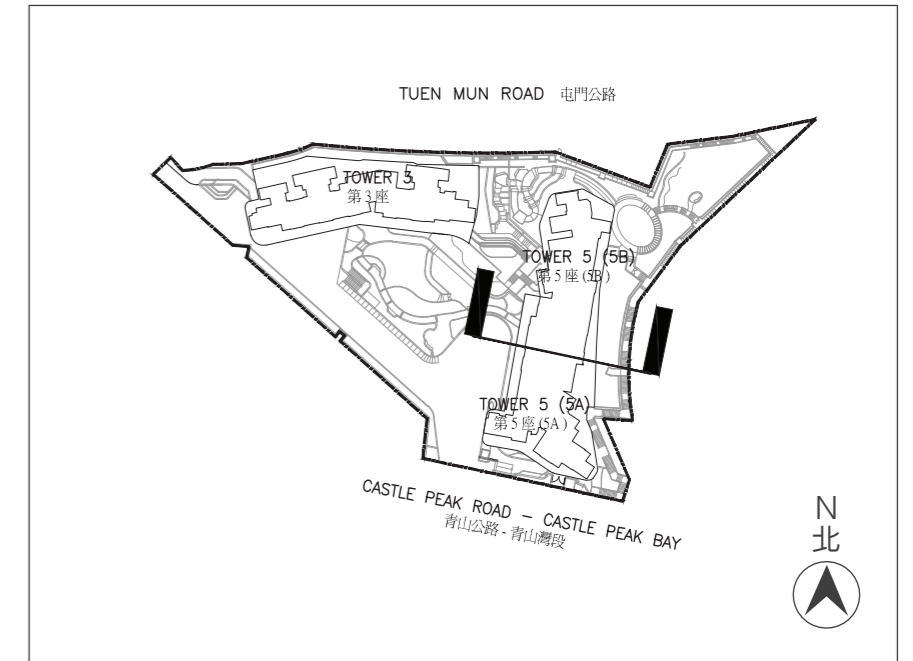 TUEN MUN ROAD 屯門公路
TOWER 3
第3座
TOWER 5 (5B)
第5座(5B)
TOWER 5 (5A)
第5座(5A)
CASTLE PEAK ROAD - CASTLE PEAK BAY
青山公路 - 青山灣段
N
北